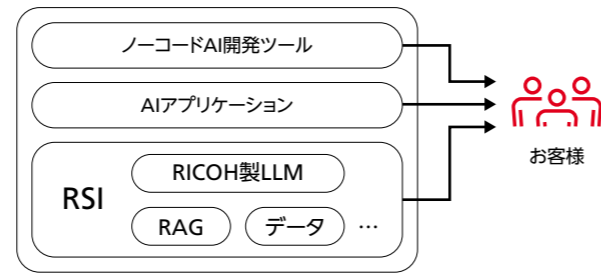 ノーコードAI開発ツール
AIアプリケーション
お客様
RICOH製LLM
RSI
RAG データ …